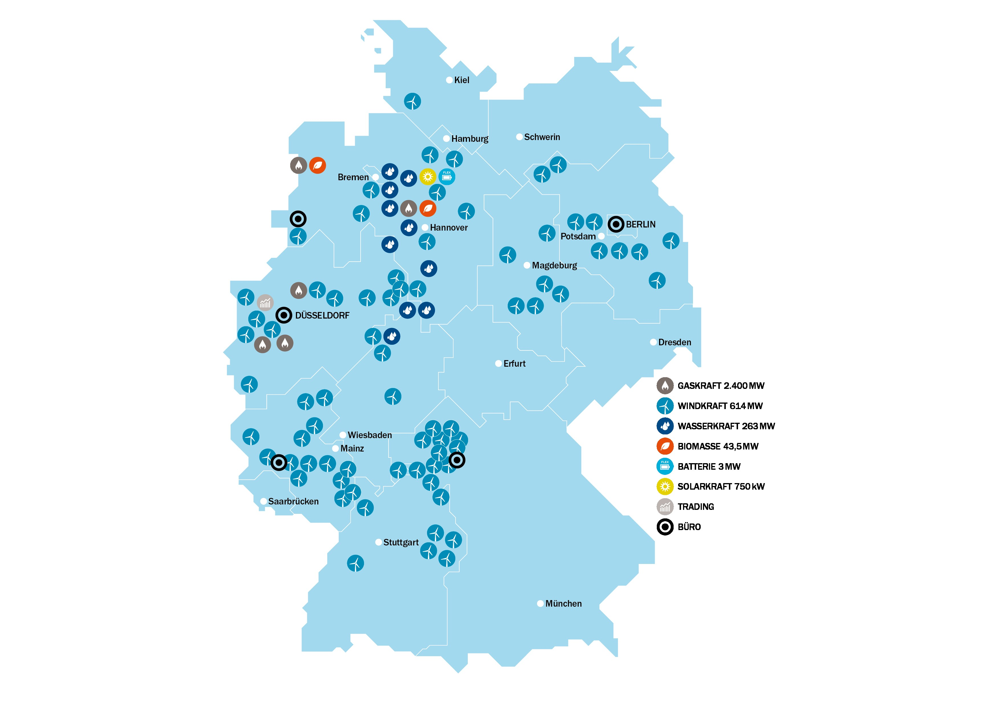 Kiel
Hamburg
Schwerin
Bremen
FLEX
Hannover
BERLIN
Potsdam
Magdeburg
DÜSSELDORF
Dresden
Erfurt
Wiesbaden
Mainz
Saarbrücken
Stuttgart
München
GASKRAFT 2.400 MW
WINDKRAFT 614 MW
WASSERKRAFT 263 MW
BIOMASSE 43,5 MW
FLEX
BATTERIE 3 MW
SOLARKRAFT 750 kW
TRADING
BÜRO